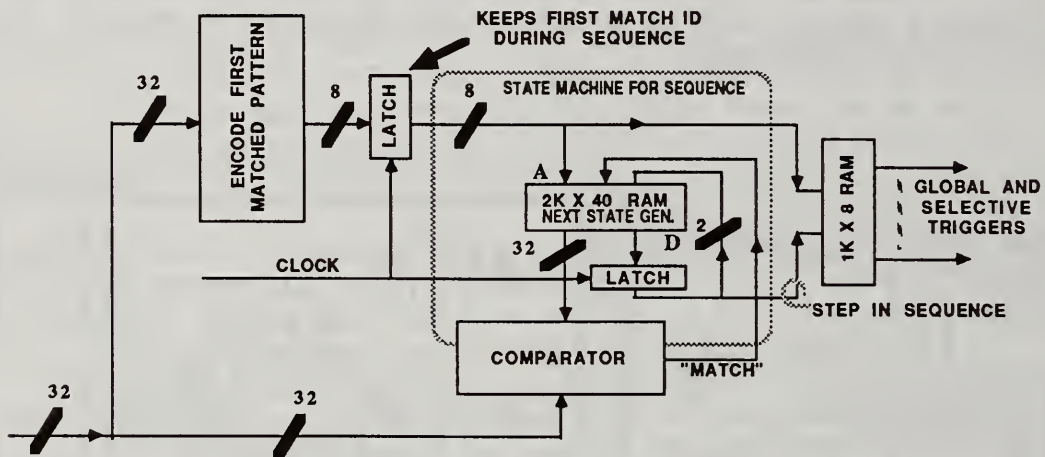 KEEPS FIRST MATCH ID
DURING SEQUENCE
32
ENCODE FIRST
MATCHED PATTERN
8
LATCH
8
STATE MACHINE FOR SEQUENCE
A
2K X 40 RAM
NEXT STATE GEN.
32
D
2
LATCH
CLOCK
1K X 8 RAM
GLOBAL AND
SELECTIVE
TRIGGERS
STEP IN SEQUENCE
COMPARATOR
"MATCH"
32
32